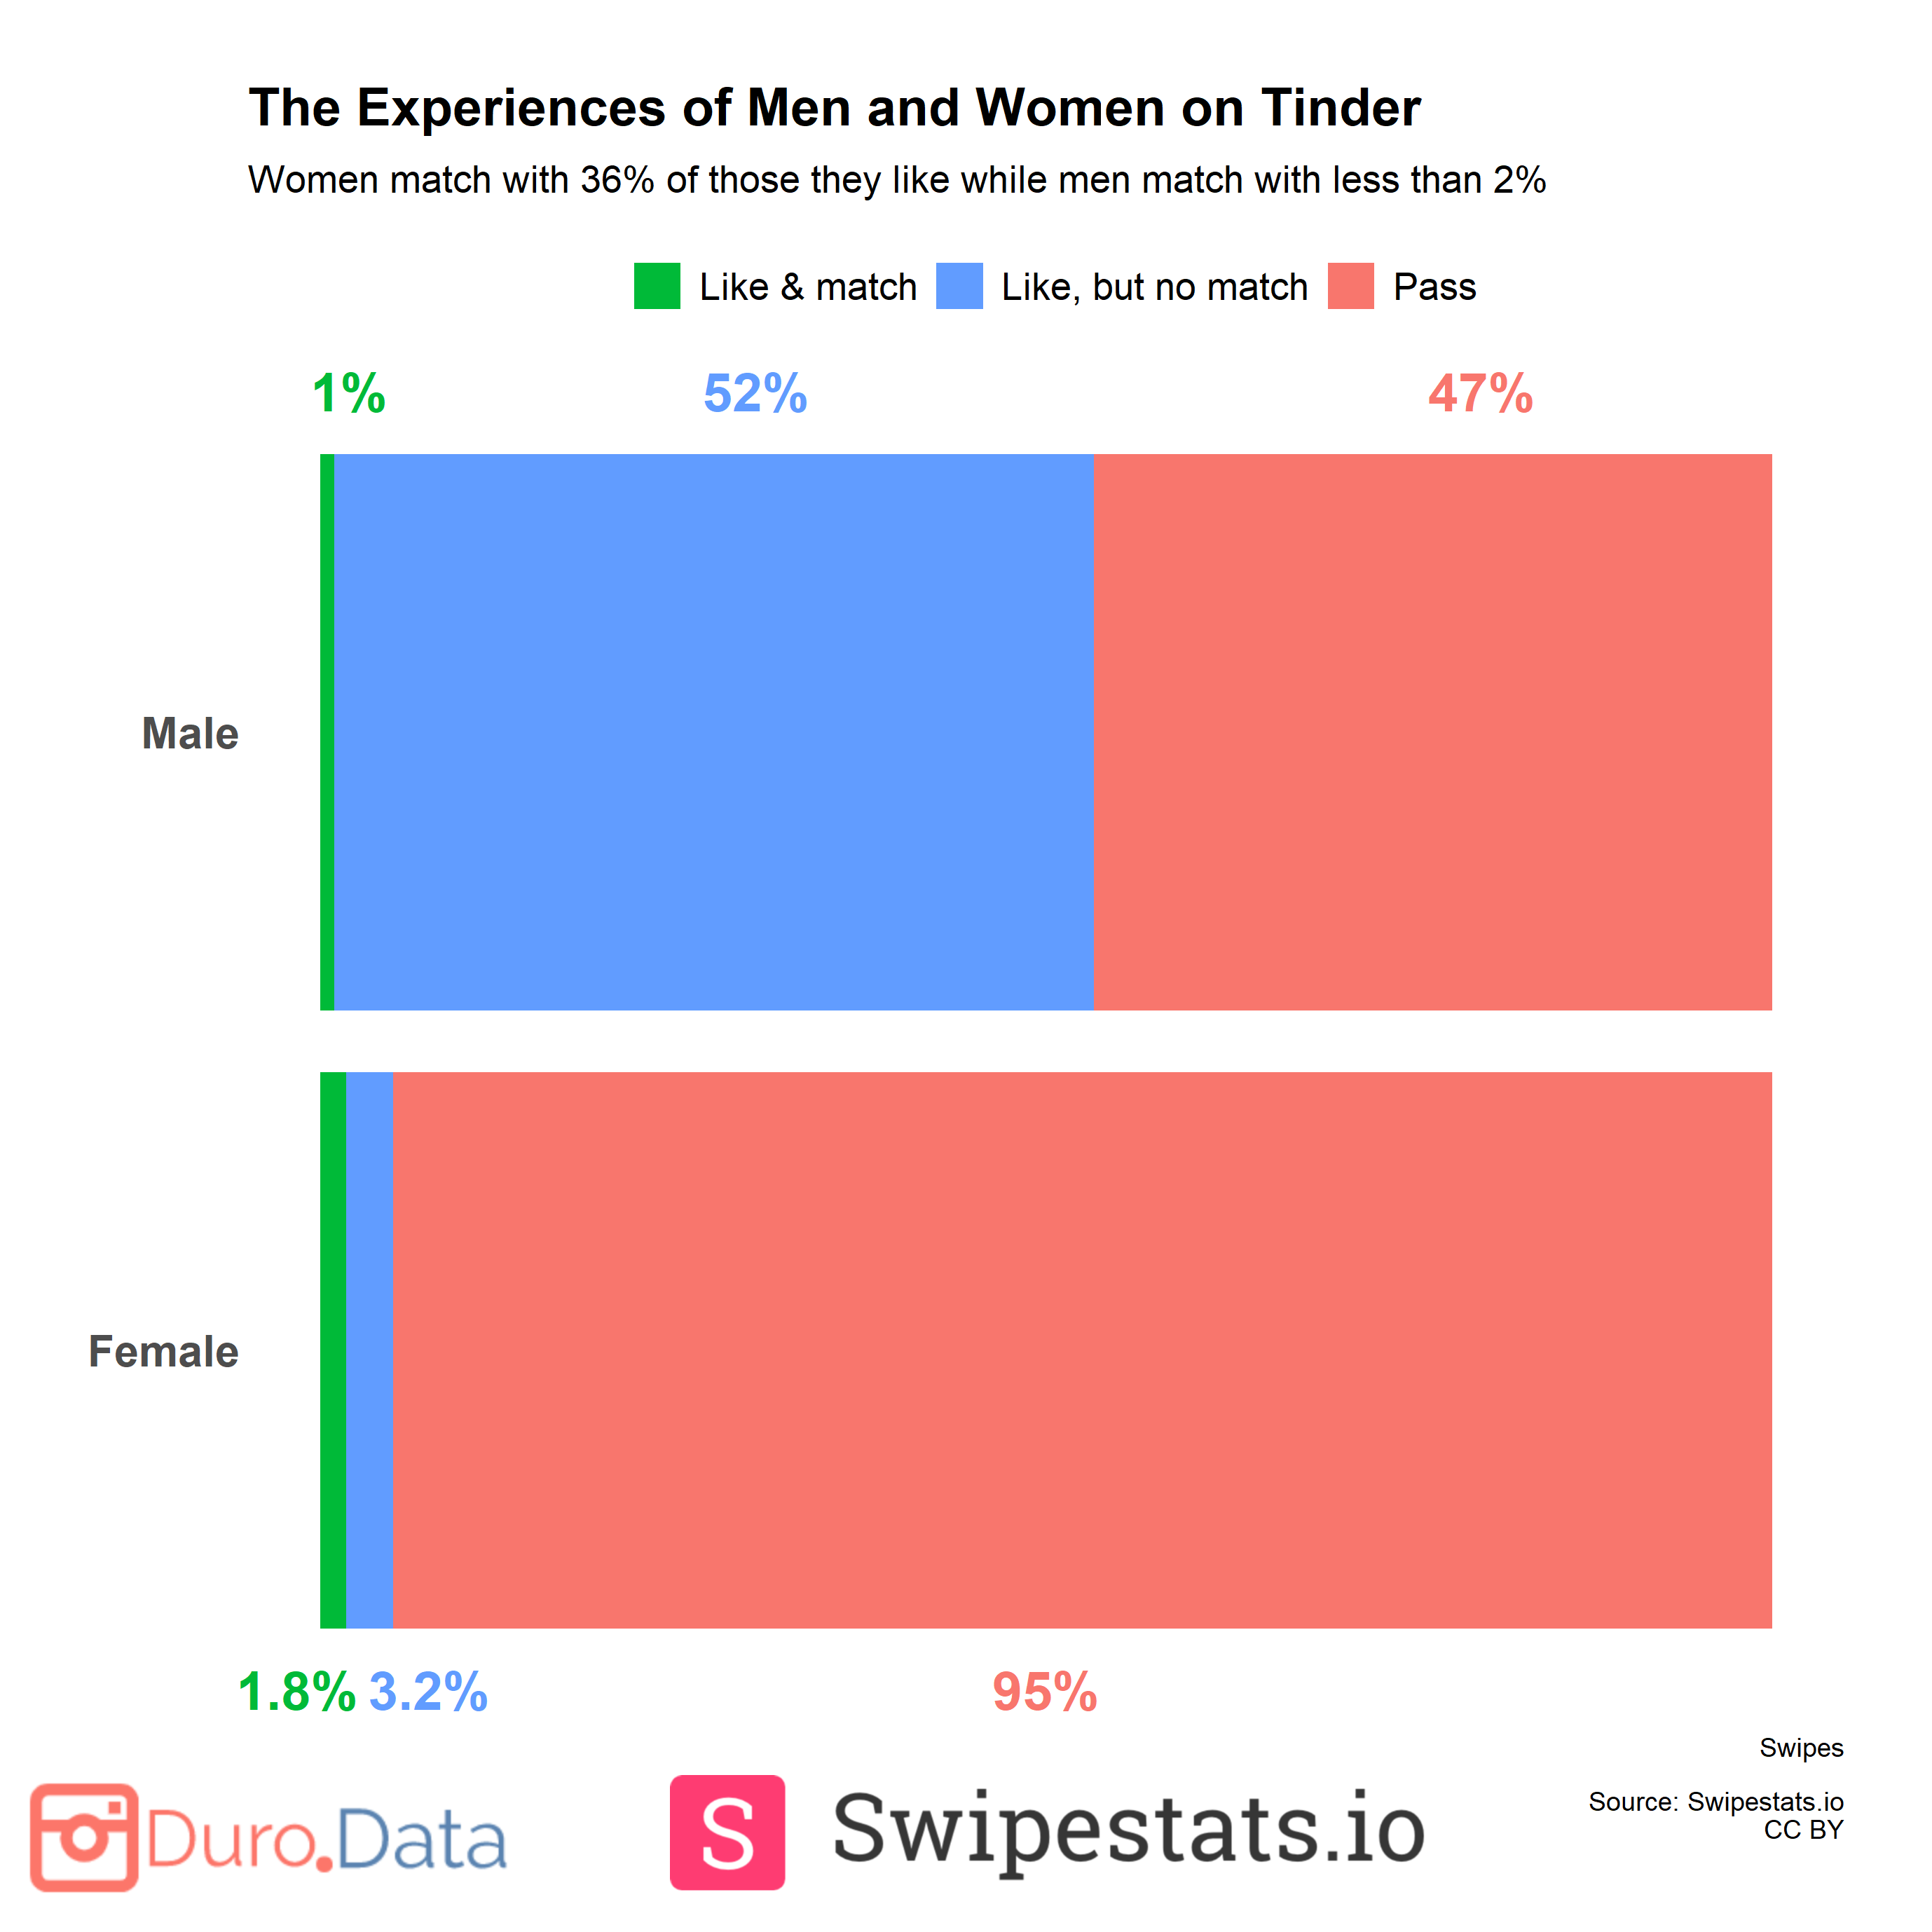 The Experiences of Men and Women on Tinder
Women match with 36% of those they like while men match with less than 2%
Like & match Like, but no match Pass
1% 52% 47%
Male
Female
1.8% 3.2% 95%
Swipes
Source: Swipestats.io
CC BY
Duro.Data
S Swipestats.io